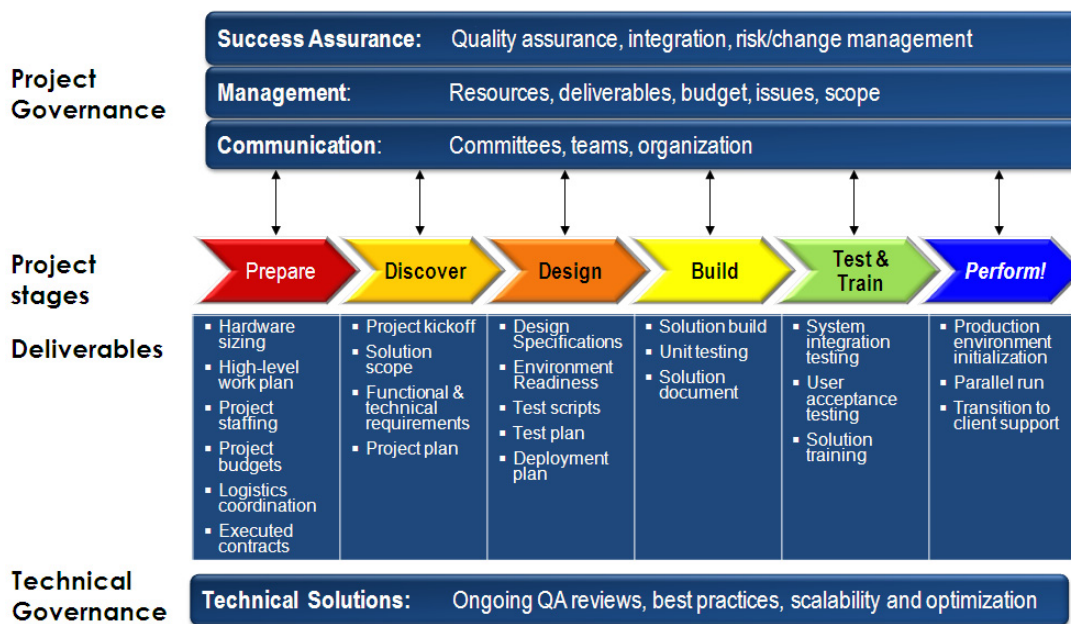 Success Assurance: Quality assurance, integration, risk/change management
Project
Governance
Management: Resources, deliverables, budget, issues, scope
Communication: Committees, teams, organization
Project
stages
Prepare
Discover
Design
Build
Test &
Train
Perform!
Deliverables
▪ Hardware
sizing
▪ High-level
work plan
▪ Project
staffing
▪ Project
budgets
▪ Logistics
coordination
▪ Executed
contracts
▪ Project kickoff
▪ Solution
scope
▪ Functional &
technical
requirements
▪ Project plan
▪ Design
Specifications
▪ Environment
Readiness
▪ Test scripts
▪ Test plan
▪ Deployment
plan
▪ Solution build
▪ Unit testing
▪ Solution
document
▪ System
integration
testing
▪ User
acceptance
testing
▪ Solution
training
▪ Production
environment
initialization
▪ Parallel run
▪ Transition to
client support
Technical
Governance
Technical Solutions: Ongoing QA reviews, best practices, scalability and optimization